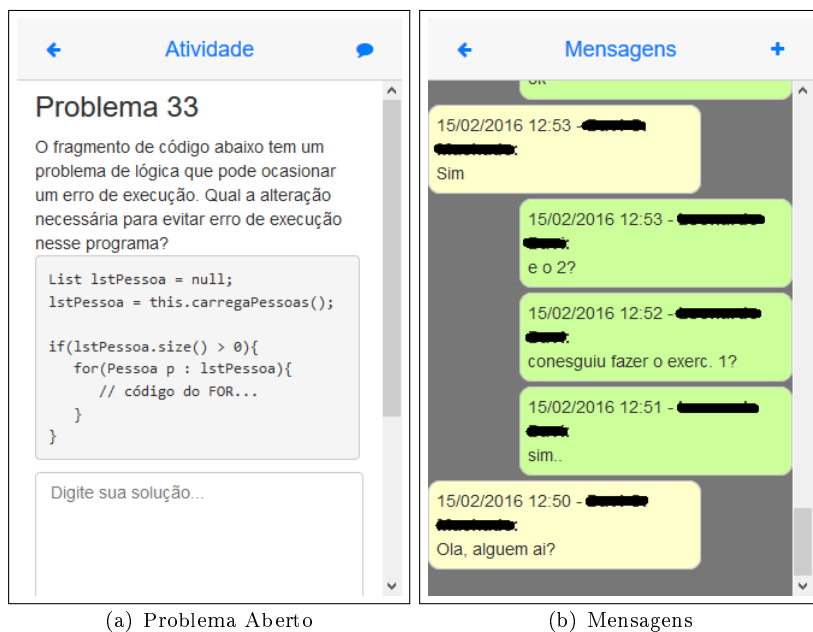 Atividade
Problema 33
O fragmento de código abaixo tem um
problema de lógica que pode ocasionar
um erro de execução. Qual a alteração
necessária para evitar erro de execução
nesse programa?
List lstPessoa = null;
lstPessoa = this.carregaPessoas();
if(lstPessoa.size() > 0){
for(Pessoa p : lstPessoa){
// código do FOR...
}
}
Digite sua solução...
(a) Problema Aberto
Mensagens
15/02/2016 12:53 -
Sim
15/02/2016 12:53 -
e o 2?
15/02/2016 12:52 -
conesguiu fazer o exerc. 1?
15/02/2016 12:51 -
sim..
15/02/2016 12:50 -
Ola, alguem ai?
(b) Mensagens